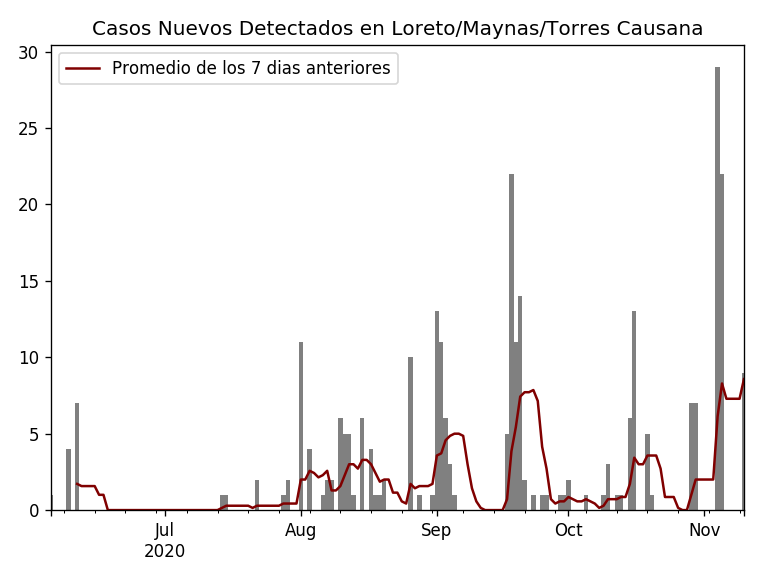 Casos Nuevos Detectados en Loreto/Maynas/Torres Causana
Promedio de los 7 dias anteriores
30
25
20
15
10
5
0
Jul Aug Sep Oct Nov
2020